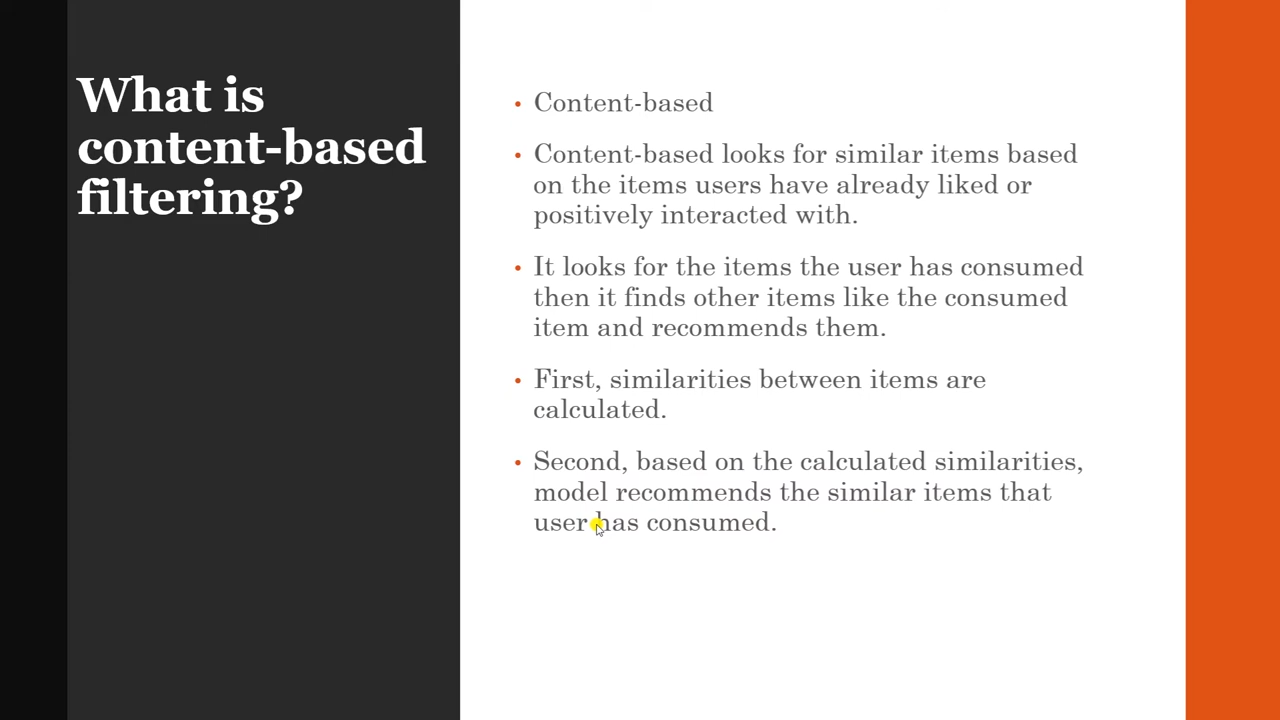 What is
content-based
filtering?
• Content-based
• Content-based looks for similar items based
on the items users have already liked or
positively interacted with.
• It looks for the items the user has consumed
then it finds other items like the consumed
item and recommends them.
• First, similarities between items are
calculated.
• Second, based on the calculated similarities,
model recommends the similar items that
user has consumed.